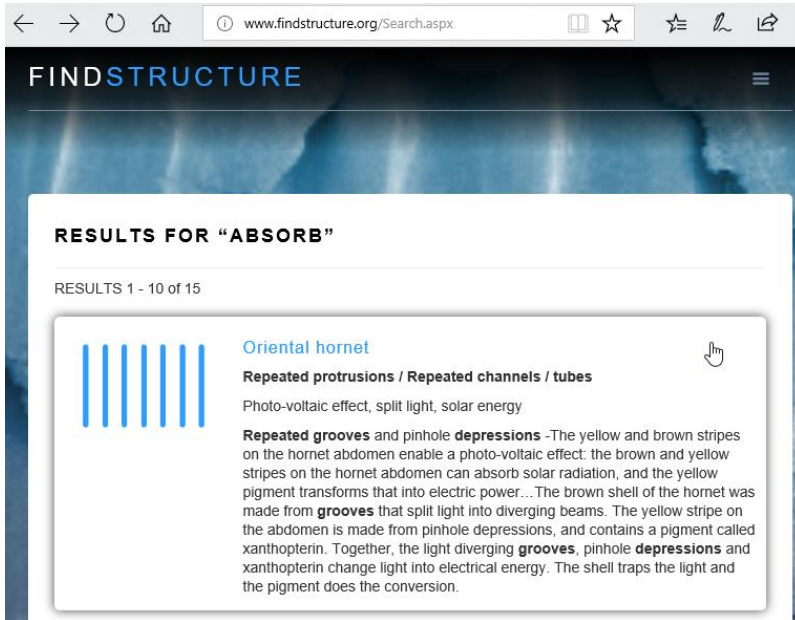 www.findstructure.org/Search.aspx
FINDSTRUCTURE
RESULTS FOR “ABSORB”
RESULTS 1 - 10 of 15
Oriental hornet
Repeated protrusions / Repeated channels / tubes
Photo-voltaic effect, split light, solar energy
Repeated grooves and pinhole depressions -The yellow and brown stripes
on the hornet abdomen enable a photo-voltaic effect: the brown and yellow
stripes on the hornet abdomen can absorb solar radiation, and the yellow
pigment transforms that into electric power…The brown shell of the hornet was
made from grooves that split light into diverging beams. The yellow stripe on
the abdomen is made from pinhole depressions, and contains a pigment called
xanthopterin. Together, the light diverging grooves, pinhole depressions and
xanthopterin change light into electrical energy. The shell traps the light and
the pigment does the conversion.